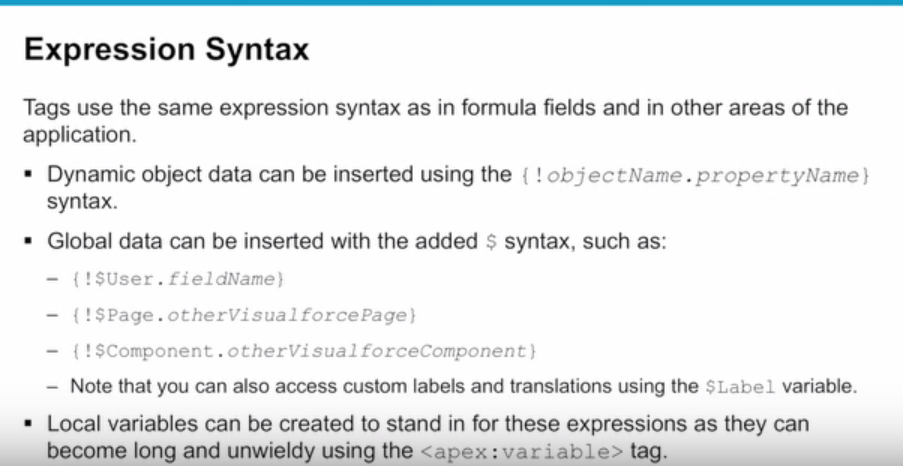 Expression Syntax
Tags use the same expression syntax as in formula fields and in other areas of the
application.
▪ Dynamic object data can be inserted using the {!objectName.propertyName}
syntax.
▪ Global data can be inserted with the added $ syntax, such as:
– {!$User.fieldName}
– {!$Page.otherVisualforcePage}
– {!$Component.otherVisualforceComponent}
– Note that you can also access custom labels and translations using the $Label variable.
▪ Local variables can be created to stand in for these expressions as they can
become long and unwieldy using the <apex:variable> tag.